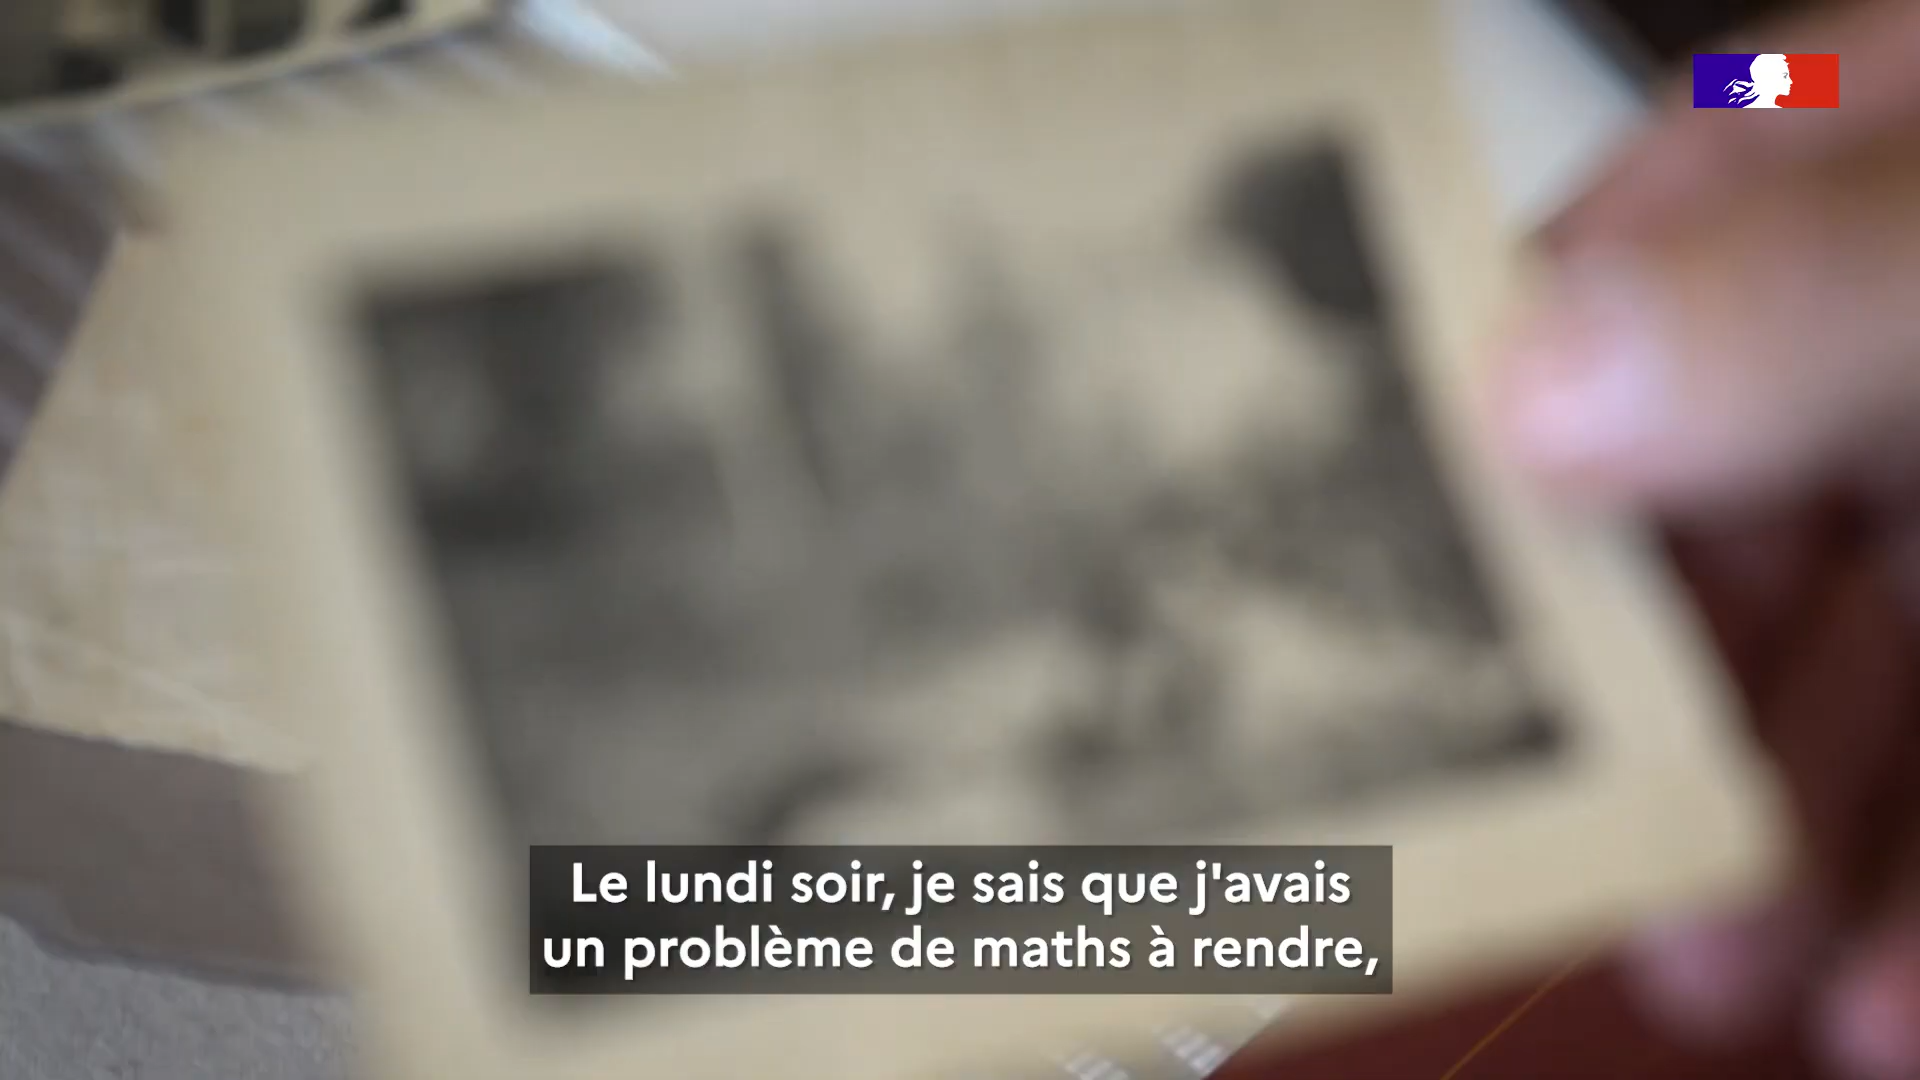 Le lundi soir, je sais que j'avais
un problème de maths à rendre,